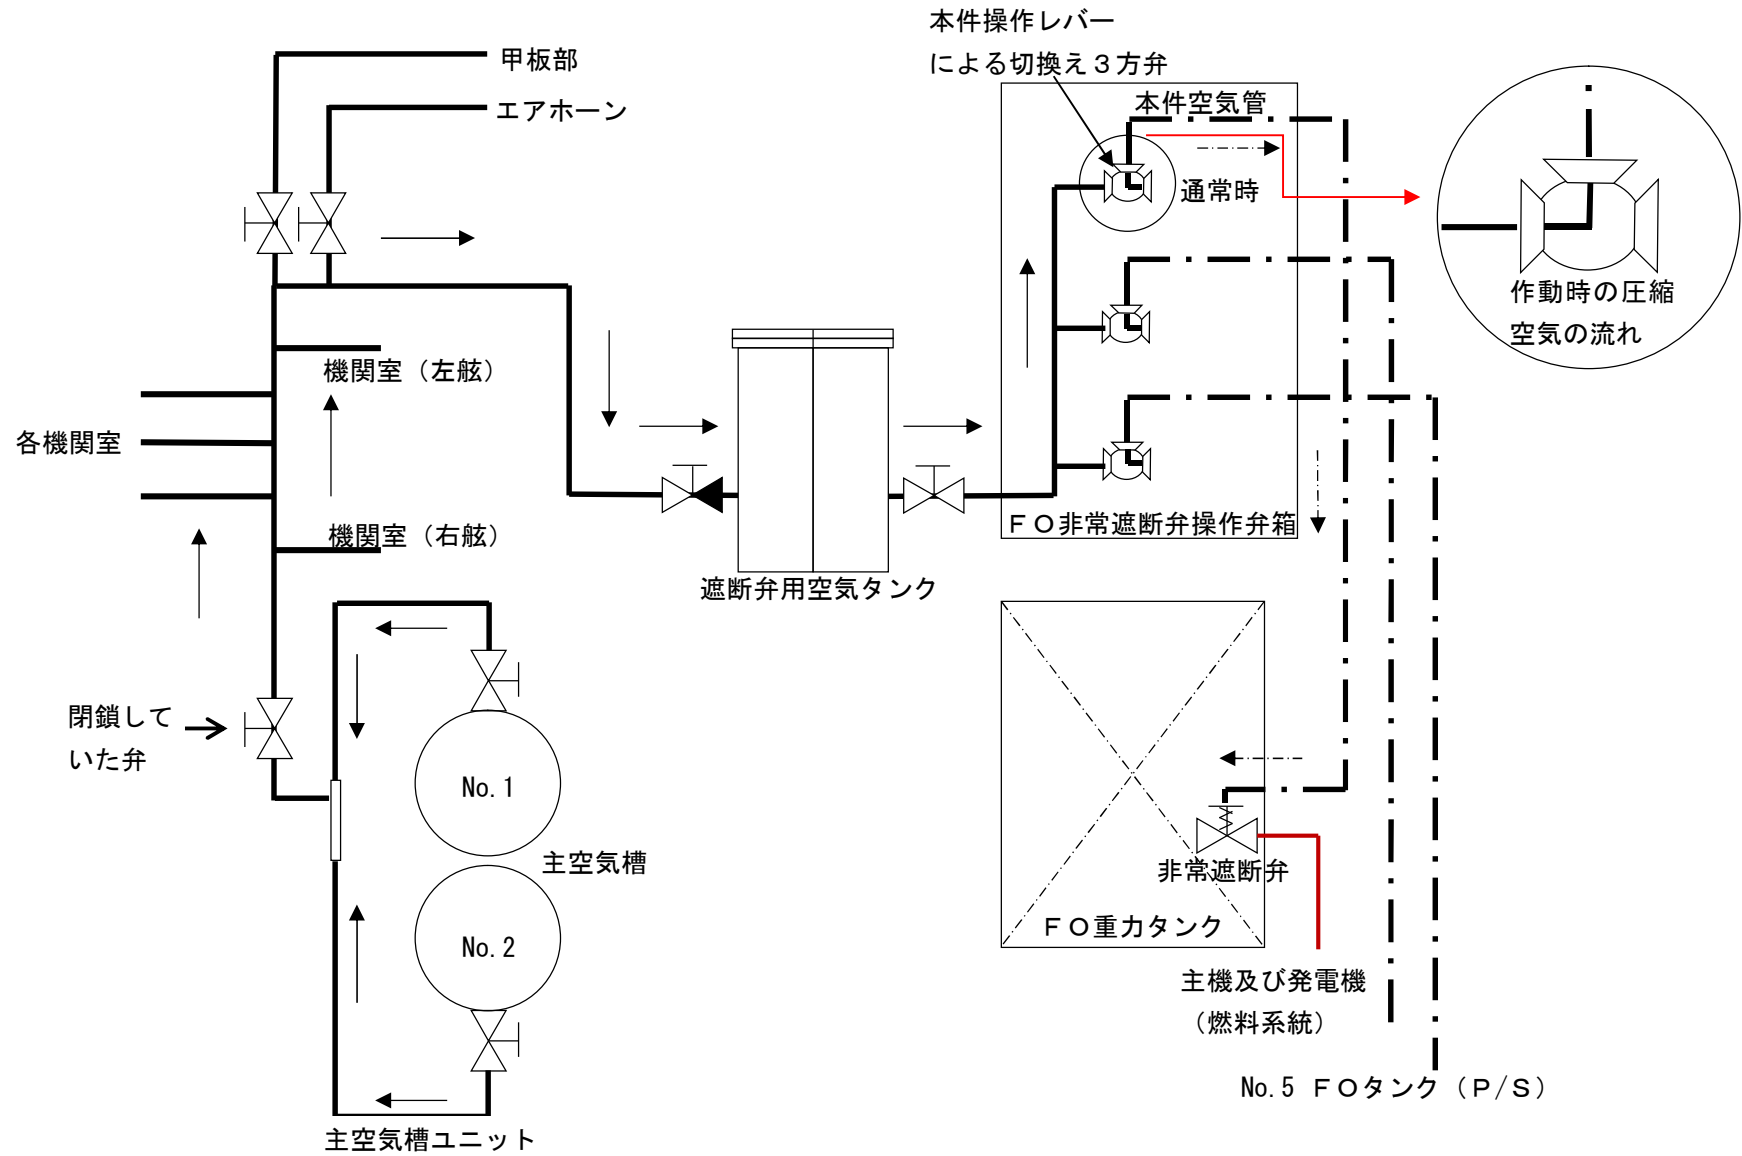 本件操作レバー
による切換え３方弁
甲板部
エアホーン
本件空気管
通常時
作動時の圧縮
空気の流れ
機関室（左舷）
各機関室
機関室（右舷）
ＦＯ非常遮断弁操作弁箱
遮断弁用空気タンク
閉鎖して
いた弁
No.1
主空気槽
No.2
非常遮断弁
ＦＯ重力タンク
主機及び発電機
（燃料系統）
No.5 ＦＯタンク（Ｐ/Ｓ）
主空気槽ユニット